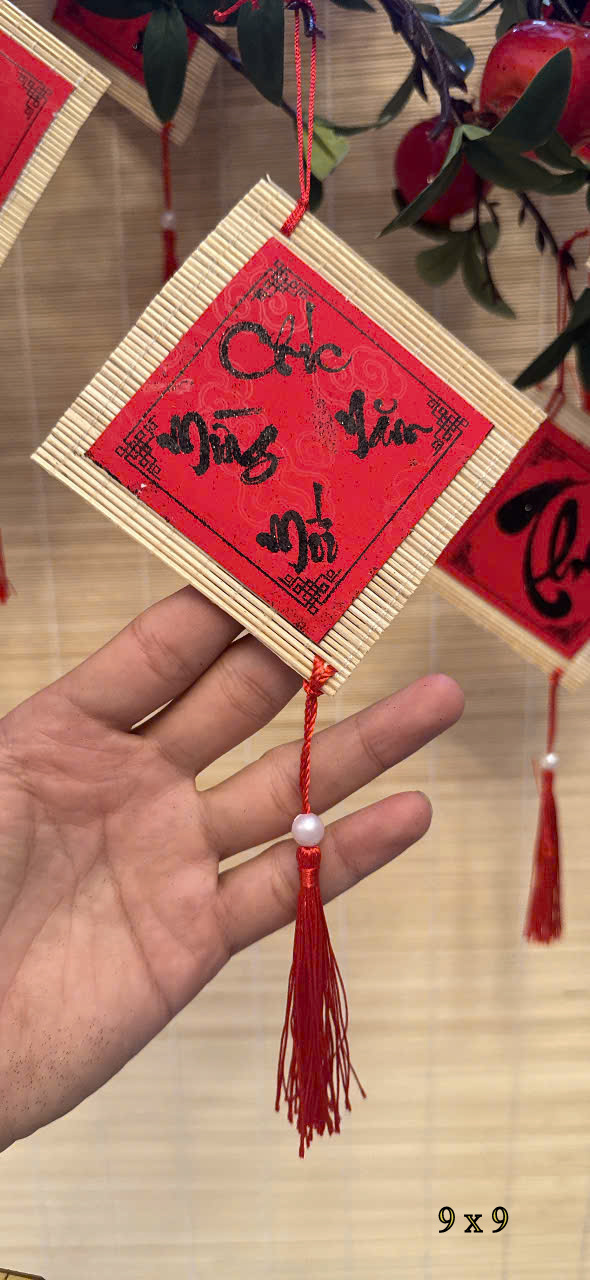 Chúc
Mừng Năm
Mới
9 x 9